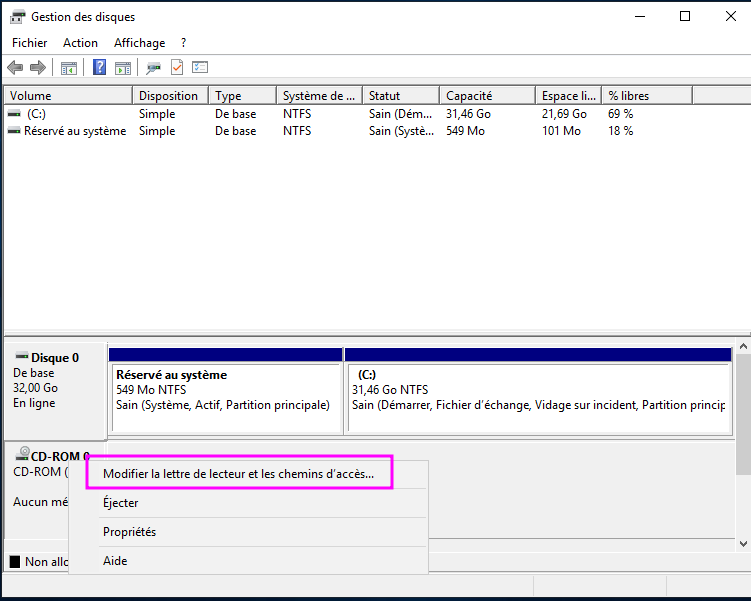 Gestion des disques
Fichier Action Affichage ?
Volume Disposition Type Système de ... Statut Capacité Espace li... % libres
(C:) Simple De base NTFS Sain (Dém... 31,46 Go 21,69 Go 69 %
Réservé au système Simple De base NTFS Sain (Systè... 549 Mo 101 Mo 18 %
Disque 0
De base
32,00 Go
En ligne
Réservé au système
549 Mo NTFS
Sain (Système, Actif, Partition principale)
(C:)
31,46 Go NTFS
Sain (Démarrer, Fichier d'échange, Vidage sur incident, Partition princip
CD-ROM 0
CD-ROM (
Aucun mé
Non allo
Modifier la lettre de lecteur et les chemins d'accès...
Éjecter
Propriétés
Aide